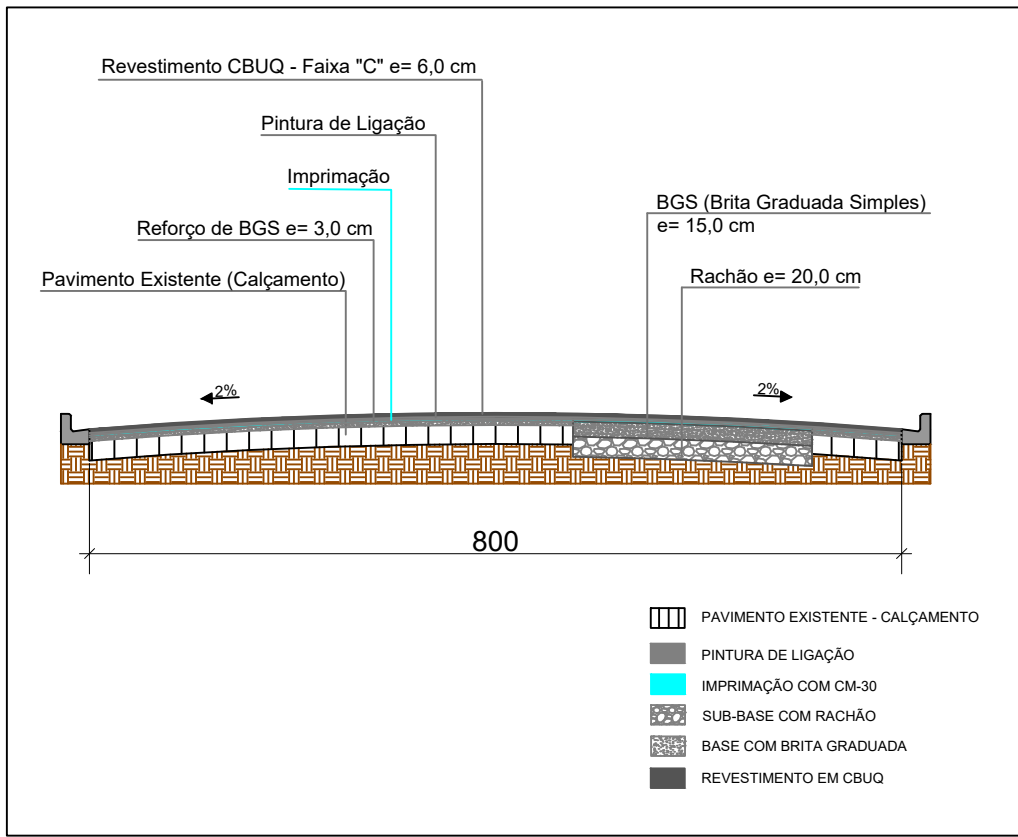 Revestimento CBUQ - Faixa "C" e= 6,0 cm
Pintura de Ligação
Imprimação
Reforço de BGS e= 3,0 cm
Pavimento Existente (Calçamento)
BGS (Brita Graduada Simples)
e= 15,0 cm
Rachão e= 20,0 cm
2%
2%
800
PAVIMENTO EXISTENTE - CALÇAMENTO
PINTURA DE LIGAÇÃO
IMPRIMAÇÃO COM CM-30
SUB-BASE COM RACHÃO
BASE COM BRITA GRADUADA
REVESTIMENTO EM CBUQ